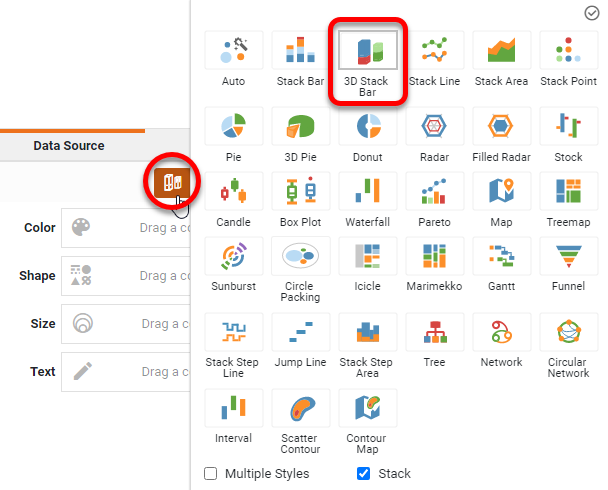 Auto
Stack Bar
3D Stack
Bar
Stack Line
Stack Area
Stack Point
Pie
3D Pie
Donut
Radar
Filled Radar
Stock
Candle
Box Plot
Waterfall
Pareto
Map
Treemap
Sunburst
Circle
Packing
Icicle
Marimekko
Gantt
Funnel
Stack Step
Line
Jump Line
Stack Step
Area
Tree
Network
Circular
Network
Interval
Scatter
Contour
Contour
Map
Multiple Styles
Stack
Data Source
Color
Drag a co
Shape
Drag a co
Size
Drag a co
Text
Drag a co